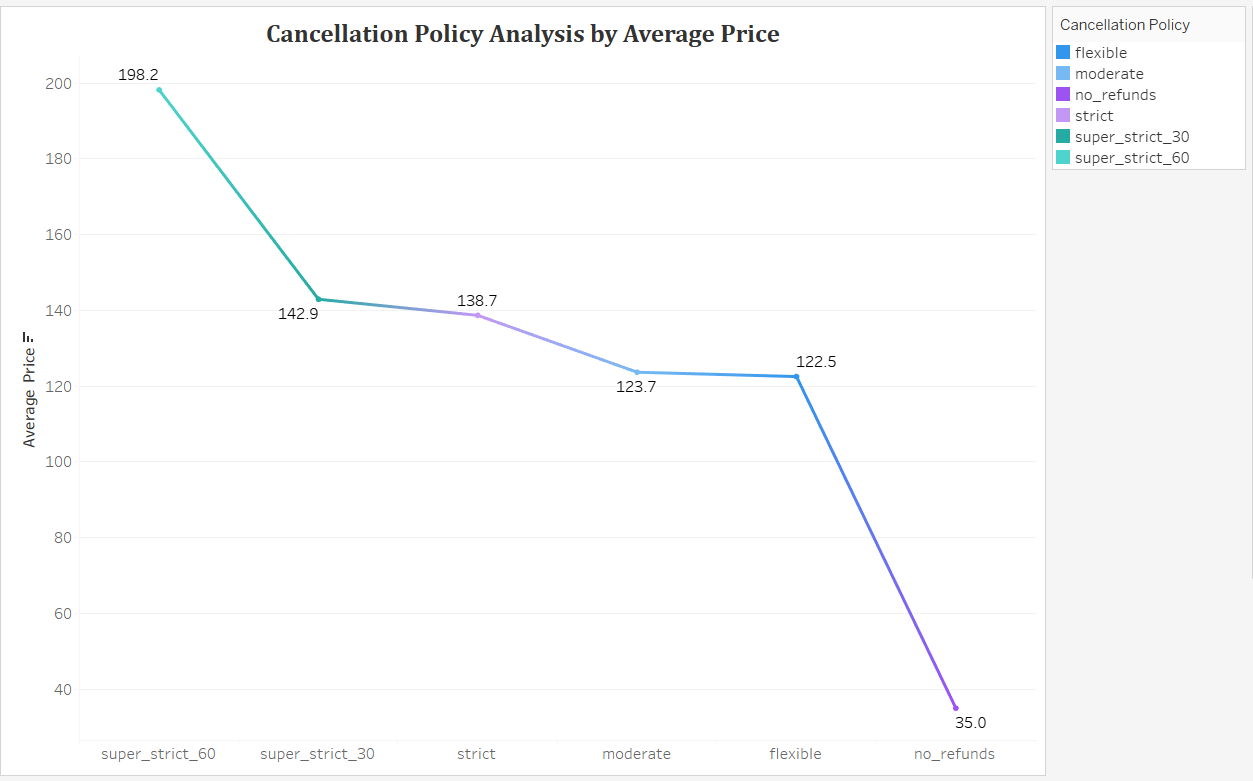 Cancellation Policy Analysis by Average Price
Cancellation Policy
flexible
moderate
no_refunds
strict
super_strict_30
super_strict_60
Average Price
200
180
160
140
120
100
80
60
40
198.2
142.9
138.7
123.7
122.5
35.0
super_strict_60
super_strict_30
strict
moderate
flexible
no_refunds